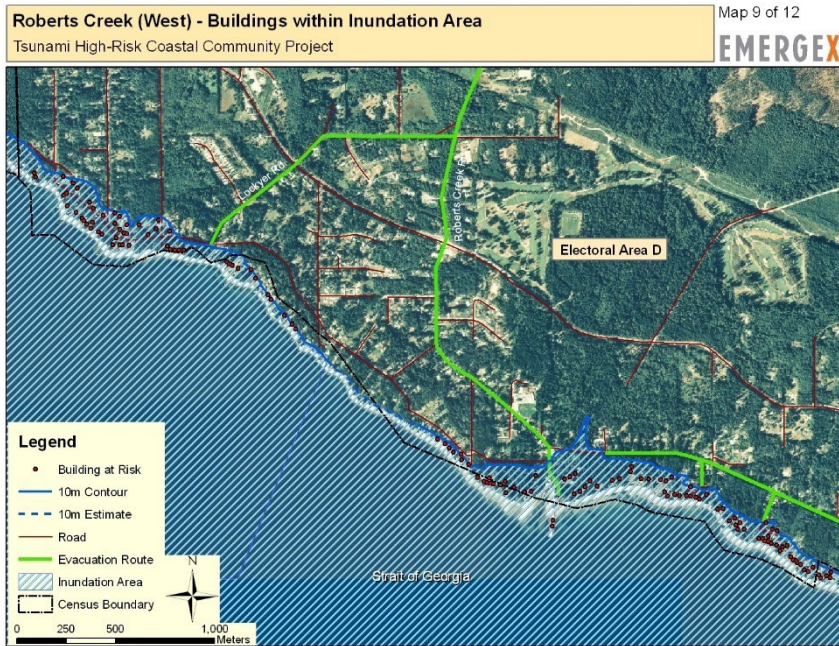 Roberts Creek (West) - Buildings within Inundation Area
Tsunami High-Risk Coastal Community Project
Map 9 of 12
EMERGEX
Lockyer Rd
Roberts Creek Rd
Electoral Area D
Strait of Georgia
Legend
Building at Risk
10m Contour
10m Estimate
Road
Evacuation Route
Inundation Area
Census Boundary
N
0 250 500 1,000
Meters